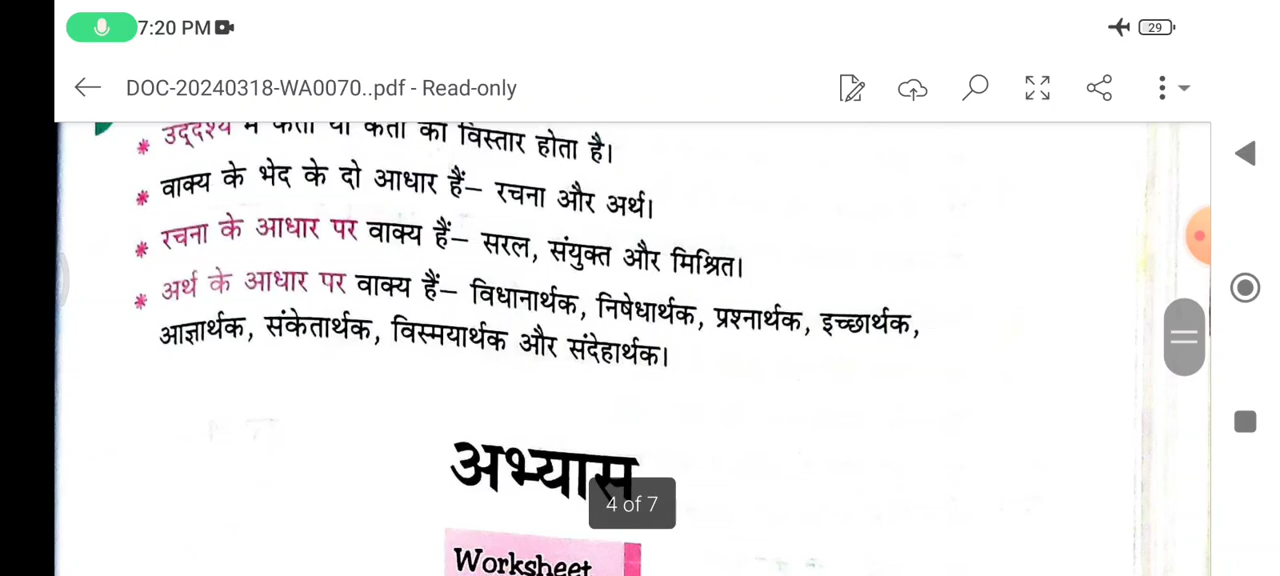 7:20 PM
29
DOC-20240318-WA0070..pdf - Read-only
* उद्देश्य में कर्ता या कर्ता का विस्तार होता है।
* वाक्य के भेद के दो आधार हैं– रचना और अर्थ।
* रचना के आधार पर वाक्य हैं– सरल, संयुक्त और मिश्रित।
* अर्थ के आधार पर वाक्य हैं– विधानार्थक, निषेधार्थक, प्रश्नार्थक, इच्छार्थक,
आज्ञार्थक, संकेतार्थक, विस्मयार्थक और संदेहार्थक।
अभ्यास
4 of 7
Worksheet